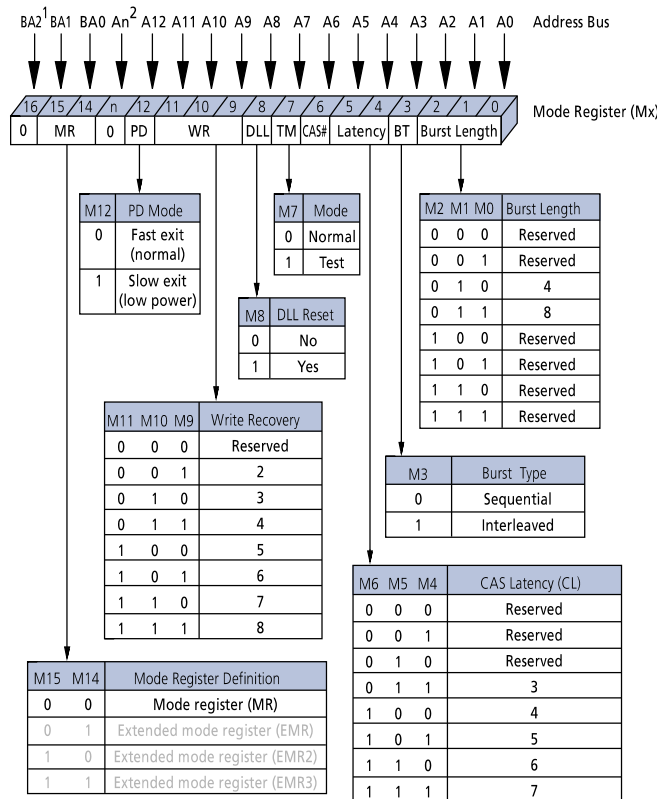 BA2¹ BA1 BA0 An² A12 A11 A10 A9 A8 A7 A6 A5 A4 A3 A2 A1 A0 Address Bus
16 15 14 n 12 11 10 9 8 7 6 5 4 3 2 1 0 Mode Register (Mx)
0 MR 0 PD WR DLL TM CAS# Latency BT Burst Length
M12 PD Mode
0 Fast exit
(normal)
1 Slow exit
(low power)
M7 Mode
0 Normal
1 Test
M2 M1 M0 Burst Length
0 0 0 Reserved
0 0 1 Reserved
0 1 0 4
0 1 1 8
1 0 0 Reserved
1 0 1 Reserved
1 1 0 Reserved
1 1 1 Reserved
M8 DLL Reset
0 No
1 Yes
M11 M10 M9 Write Recovery
0 0 0 Reserved
0 0 1 2
0 1 0 3
0 1 1 4
1 0 0 5
1 0 1 6
1 1 0 7
1 1 1 8
M3 Burst Type
0 Sequential
1 Interleaved
M6 M5 M4 CAS Latency (CL)
0 0 0 Reserved
0 0 1 Reserved
0 1 0 Reserved
0 1 1 3
1 0 0 4
1 0 1 5
1 1 0 6
1 1 1 7
M15 M14 Mode Register Definition
0 0 Mode register (MR)
0 1 Extended mode register (EMR)
1 0 Extended mode register (EMR2)
1 1 Extended mode register (EMR3)